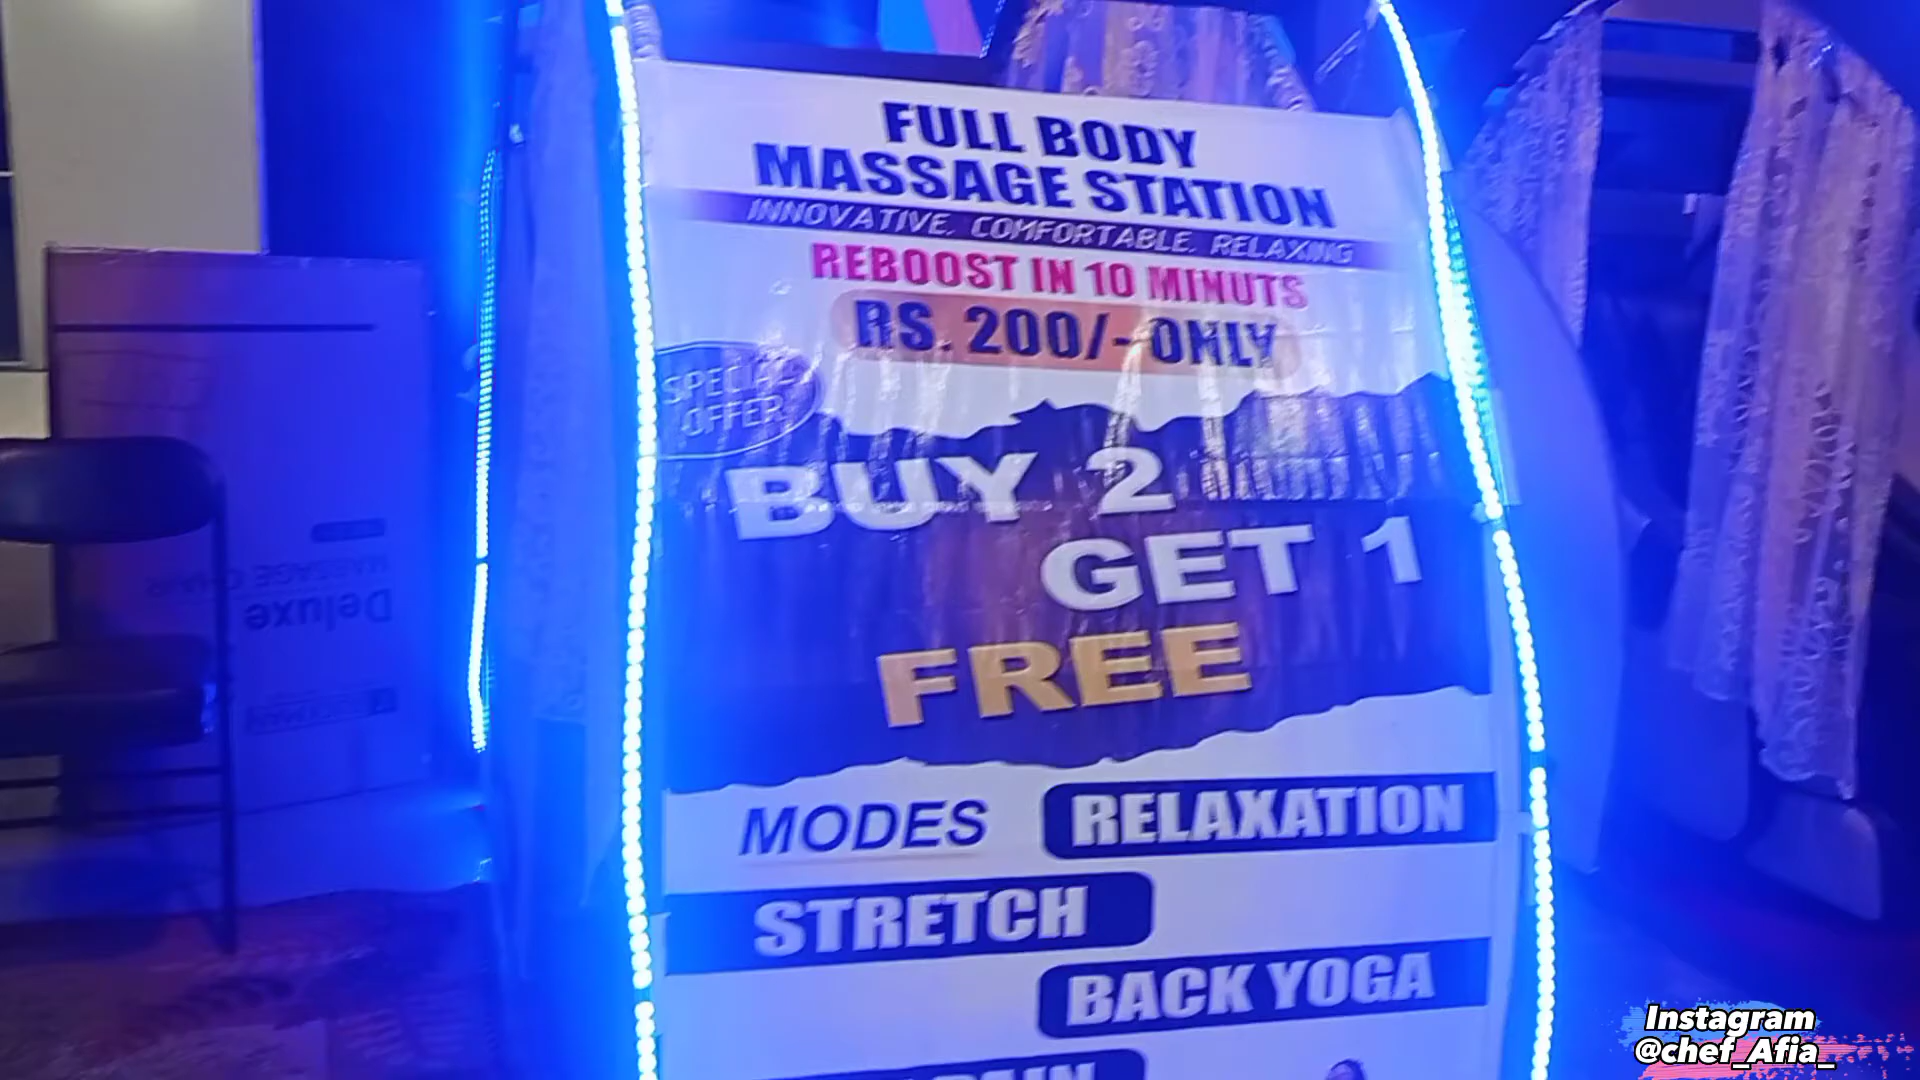 FULL BODY
MASSAGE STATION
INNOVATIVE, COMFORTABLE, RELAXING
REBOOST IN 10 MINUTS
RS. 200/- ONLY
SPECIAL
OFFER
BUY 2
GET 1
FREE
MODES
RELAXATION
STRETCH
BACK YOGA
MASSAGE CHAIR
Deluxe
Instagram
@chef_Afia_